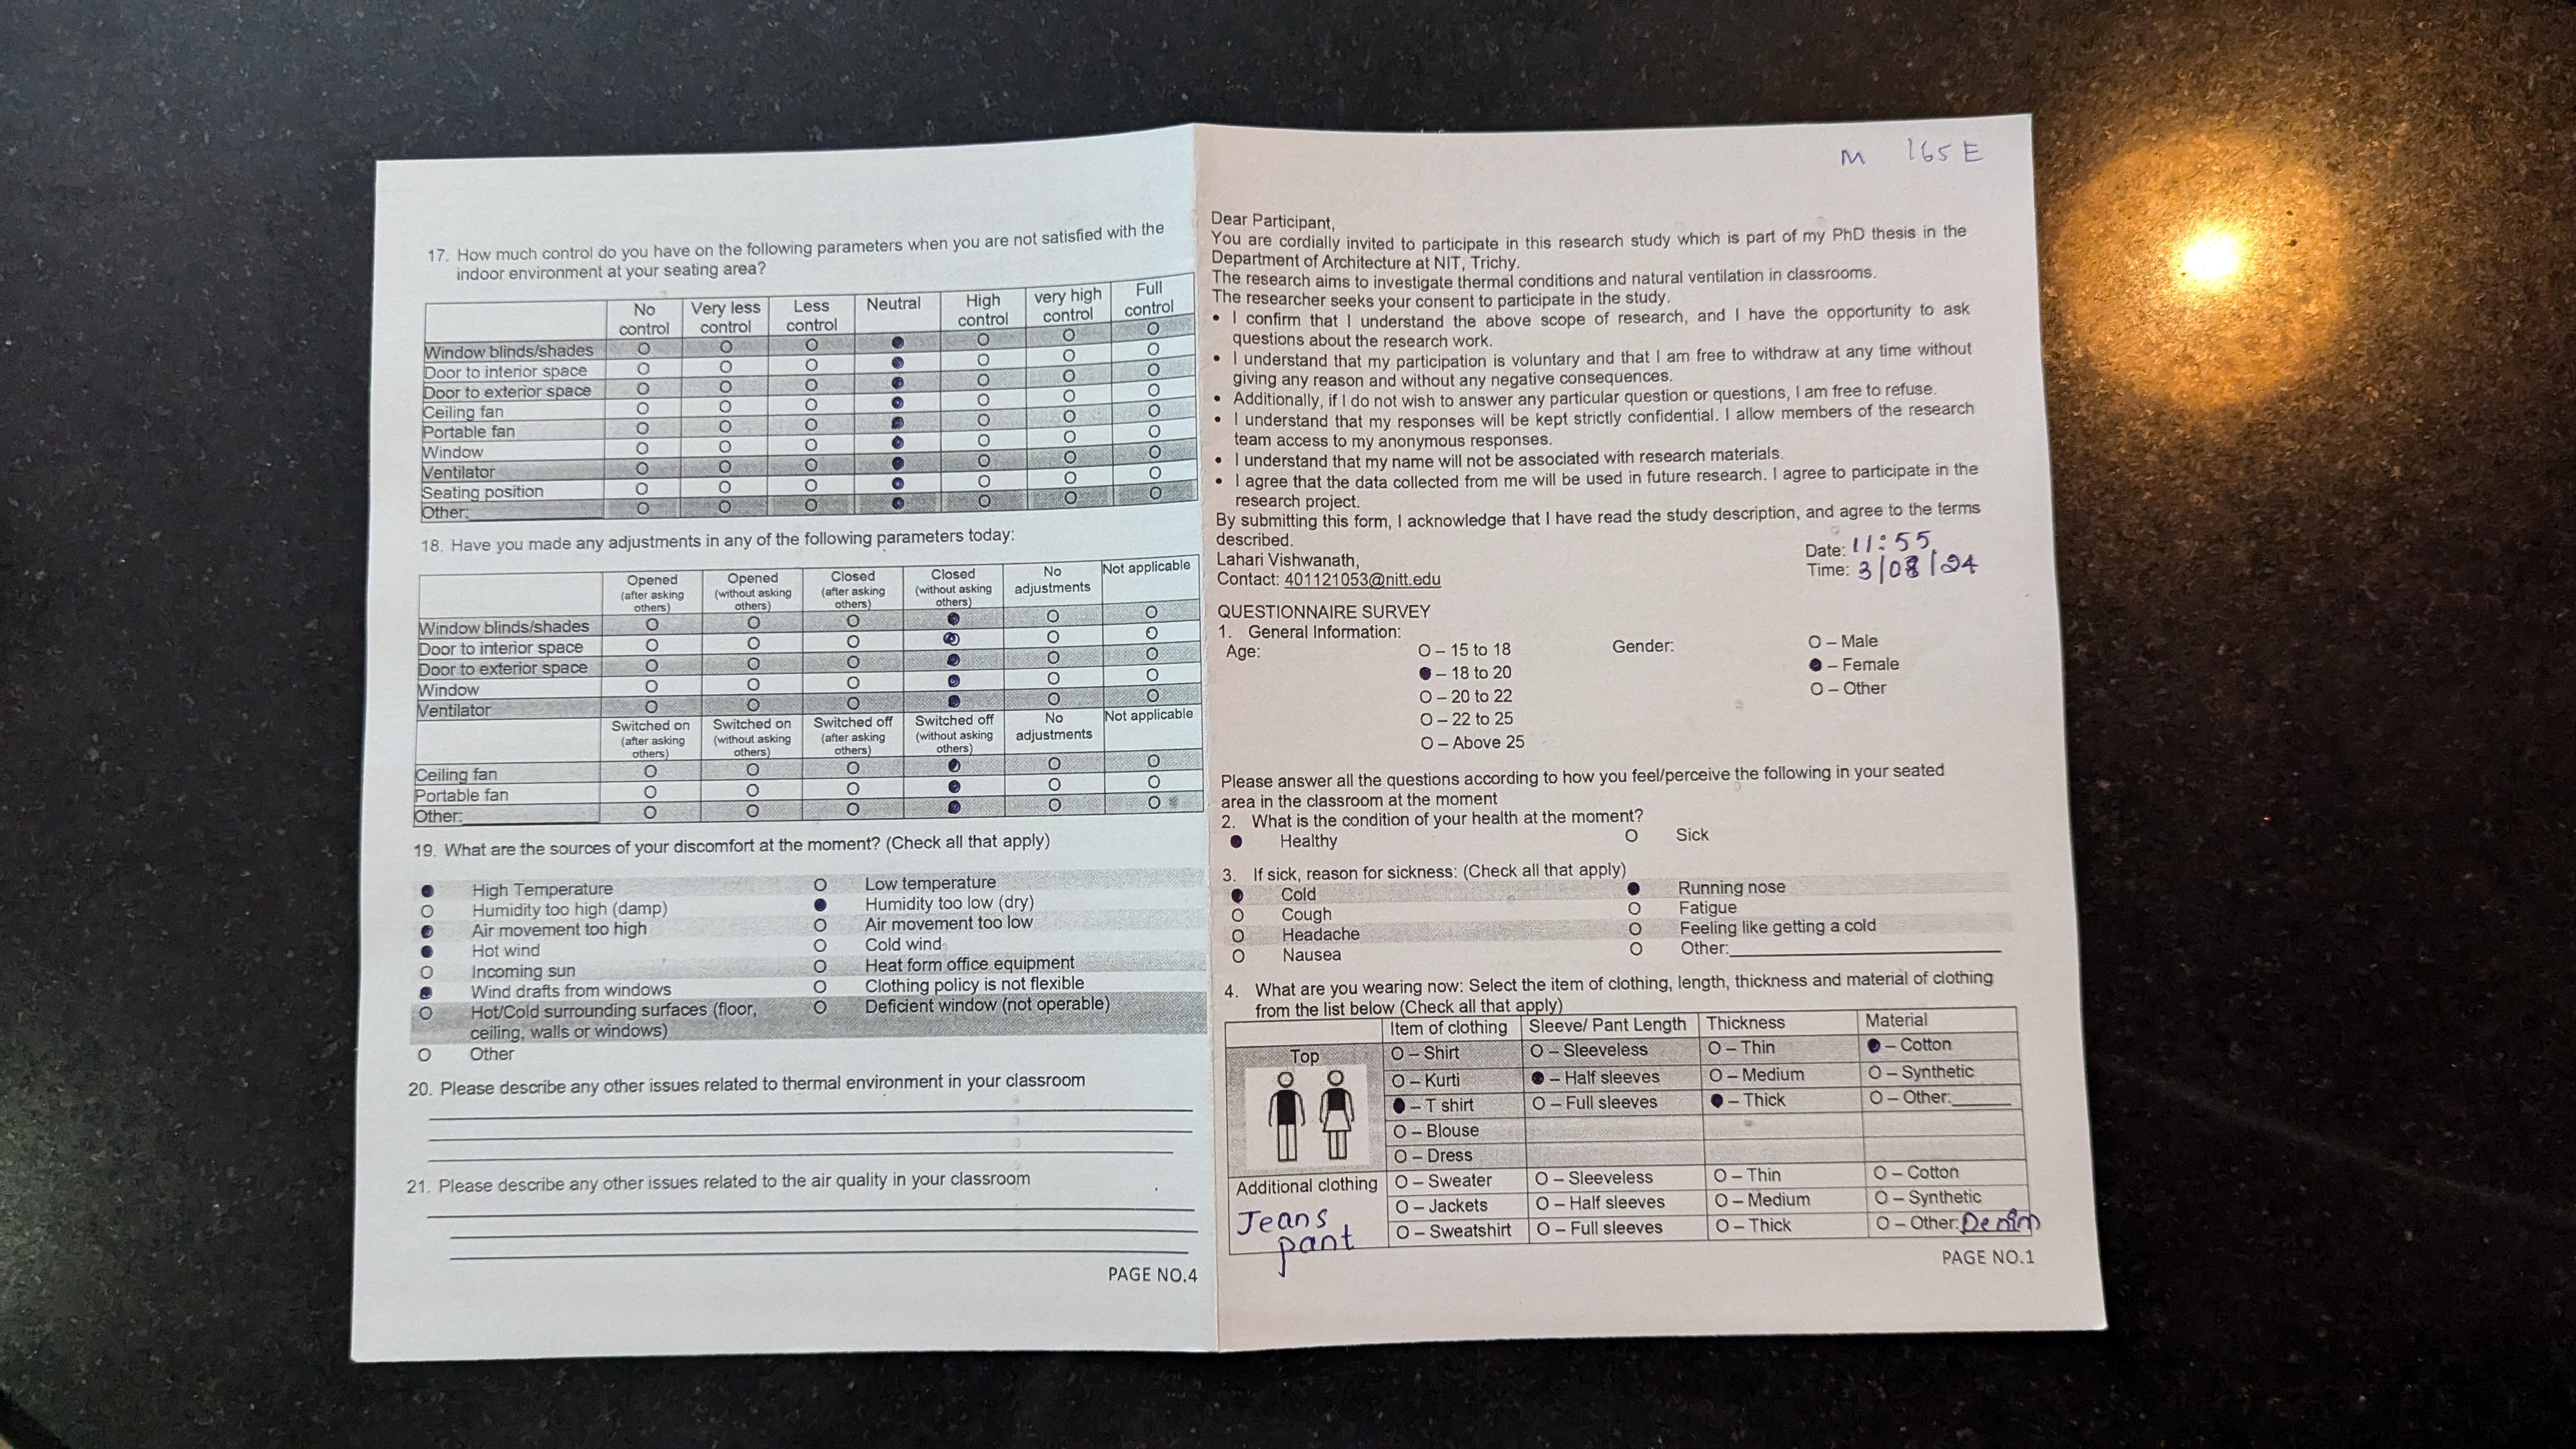 17. How much control do you have on the following parameters when you are not satisfied with the
indoor environment at your seating area?
No control Very less control Less control Neutral High control very high control Full control
Window blinds/shades O O O ● O O O
Door to interior space O O O ● O O O
Door to exterior space O O O ● O O O
Ceiling fan O O O ● O O O
Portable fan O O O ● O O O
Window O O O ● O O O
Ventilator O O O ● O O O
Seating position O O O ● O O O
Other: O O O ● O O O
18. Have you made any adjustments in any of the following parameters today:
Opened (after asking others) Opened (without asking others) Closed (after asking others) Closed (without asking others) No adjustments Not applicable
Window blinds/shades O O O ● O O
Door to interior space O O O ● O O
Door to exterior space O O O ● O O
Window O O O ● O O
Ventilator O O O ● O O
Switched on (after asking others) Switched on (without asking others) Switched off (after asking others) Switched off (without asking others) No adjustments Not applicable
Ceiling fan O O O ● O O
Portable fan O O O ● O O
Other: O O O ● O O
19. What are the sources of your discomfort at the moment? (Check all that apply)
● High Temperature O Low temperature
O Humidity too high (damp) ● Humidity too low (dry)
● Air movement too high O Air movement too low
● Hot wind O Cold wind
O Incoming sun O Heat form office equipment
● Wind drafts from windows O Clothing policy is not flexible
O Hot/Cold surrounding surfaces (floor, O Deficient window (not operable)
ceiling, walls or windows)
O Other
20. Please describe any other issues related to thermal environment in your classroom
21. Please describe any other issues related to the air quality in your classroom
PAGE NO.4
M 165E
Dear Participant,
You are cordially invited to participate in this research study which is part of my PhD thesis in the
Department of Architecture at NIT, Trichy.
The research aims to investigate thermal conditions and natural ventilation in classrooms.
The researcher seeks your consent to participate in the study.
• I confirm that I understand the above scope of research, and I have the opportunity to ask
questions about the research work.
• I understand that my participation is voluntary and that I am free to withdraw at any time without
giving any reason and without any negative consequences.
• Additionally, if I do not wish to answer any particular question or questions, I am free to refuse.
• I understand that my responses will be kept strictly confidential. I allow members of the research
team access to my anonymous responses.
• I understand that my name will not be associated with research materials.
• I agree that the data collected from me will be used in future research. I agree to participate in the
research project.
By submitting this form, I acknowledge that I have read the study description, and agree to the terms
described.
Lahari Vishwanath,
Contact: 401121053@nitt.edu
Date: 11:55
Time: 3/08/24
QUESTIONNAIRE SURVEY
1. General Information:
Age: O – 15 to 18 Gender: O – Male
● – 18 to 20 ● – Female
O – 20 to 22 O – Other
O – 22 to 25
O – Above 25
Please answer all the questions according to how you feel/perceive the following in your seated
area in the classroom at the moment
2. What is the condition of your health at the moment?
● Healthy O Sick
3. If sick, reason for sickness: (Check all that apply)
● Cold ● Running nose
O Cough O Fatigue
O Headache O Feeling like getting a cold
O Nausea O Other:
4. What are you wearing now: Select the item of clothing, length, thickness and material of clothing
from the list below (Check all that apply)
Item of clothing Sleeve/ Pant Length Thickness Material
Top O – Shirt O – Sleeveless O – Thin ● – Cotton
O – Kurti ● – Half sleeves O – Medium O – Synthetic
● – T shirt O – Full sleeves ● – Thick O – Other:
O – Blouse
O – Dress
Additional clothing O – Sweater O – Sleeveless O – Thin O – Cotton
Jeans O – Jackets O – Half sleeves O – Medium O – Synthetic
pant O – Sweatshirt O – Full sleeves O – Thick O – Other: Denim
PAGE NO.1